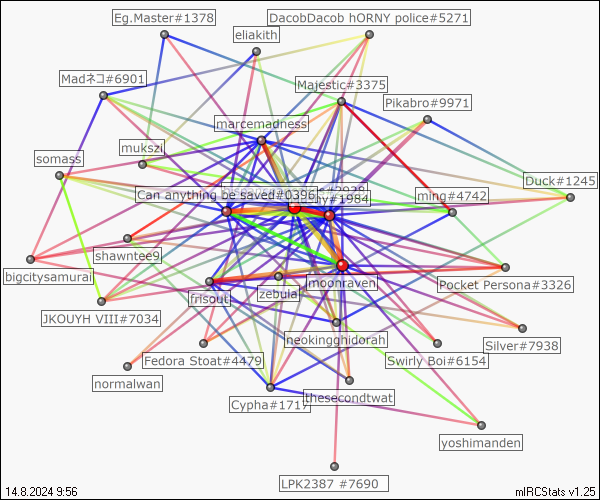 Eg.Master#1378
DacobDacob hORNY police#5271
eliakith
Madネコ#6901
Majestic#3375
Pikabro#9971
marcemadness
mukszi
somass
Duck#1245
Can anything be saved#0396
#1984
ming#4742
shawntee9
bigcitysamurai
moonraven
Pocket Persona#3326
zebula
frisout
JKOUYH VIII#7034
neokingghidorah
Silver#7938
Fedora Stoat#4479
Swirly Boi#6154
normalwan
thesecondtwat
Cypha#1717
yoshimanden
LPK2387 #7690
14.8.2024 9:56
mIRCStats v1.25